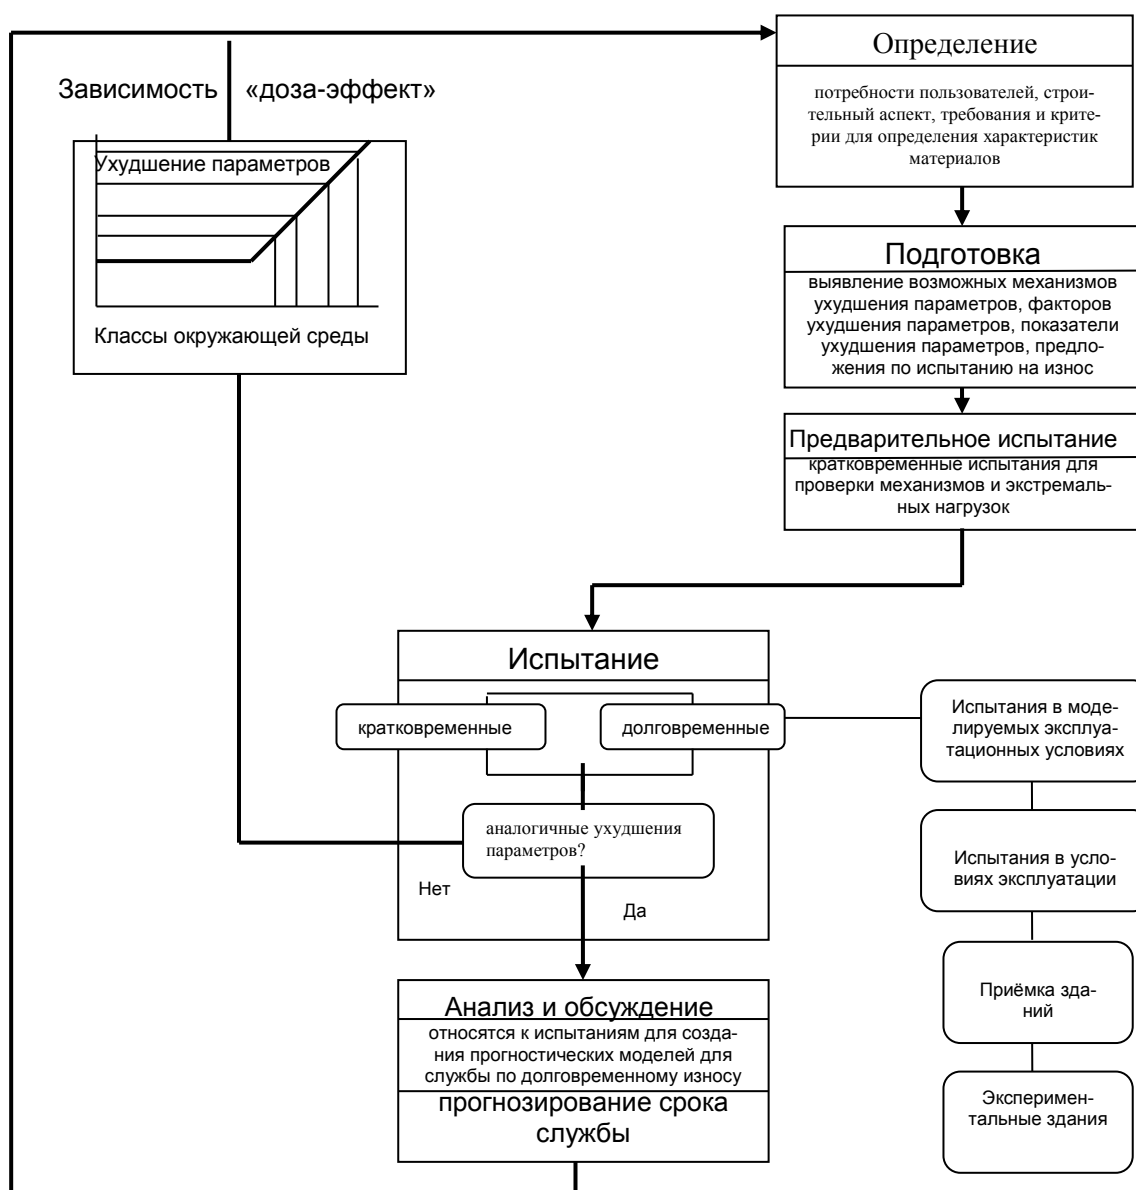 Определение
потребности пользователей, строи-
тельный аспект, требования и крите-
рии для определения характеристик
материалов
Зависимость «доза-эффект»
Ухудшение параметров
Классы окружающей среды
Подготовка
выявление возможных механизмов
ухудшения параметров, факторов
ухудшения параметров, показатели
ухудшения параметров, предло-
жения по испытанию на износ
Предварительное испытание
кратковременные испытания для
проверки механизмов и экстремаль-
ных нагрузок
Испытание
кратковременные
долговременные
аналогичные ухудшения
параметров?
Нет
Да
Испытания в моде-
лируемых эксплуа-
тационных условиях
Испытания в усло-
виях эксплуатации
Приёмка зда-
ний
Эксперимен-
тальные здания
Анализ и обсуждение
относятся к испытаниям для созда-
ния прогностических моделей для
службы по долговременному износу
прогнозирование срока
службы